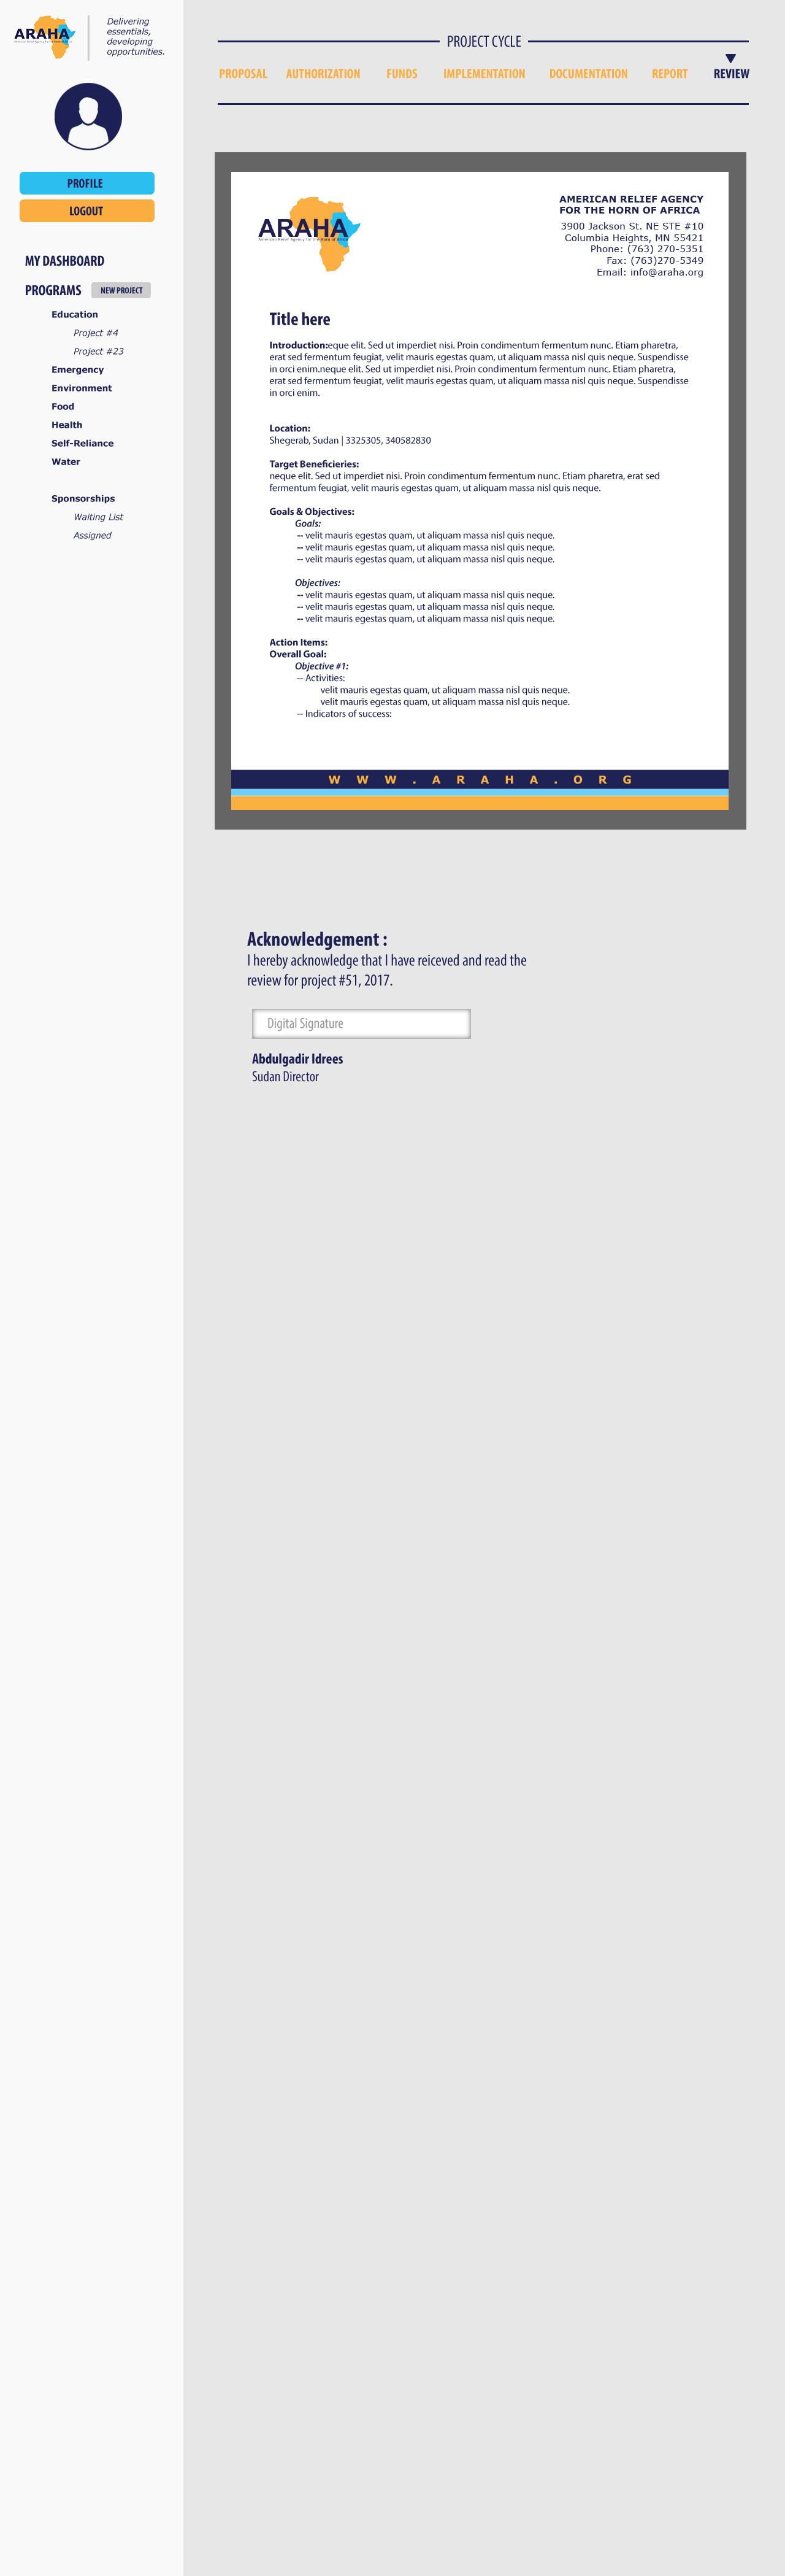 ARAHA
Delivering
essentials,
developing
opportunities.
PROFILE
LOGOUT
MY DASHBOARD
PROGRAMS NEW PROJECT
Education
Project #4
Project #23
Emergency
Environment
Food
Health
Self-Reliance
Water
Sponsorships
Waiting List
Assigned
PROJECT CYCLE
PROPOSAL AUTHORIZATION FUNDS IMPLEMENTATION DOCUMENTATION REPORT REVIEW
ARAHA
American Relief Agency for the Horn of Africa
AMERICAN RELIEF AGENCY
FOR THE HORN OF AFRICA
3900 Jackson St. NE STE #10
Columbia Heights, MN 55421
Phone: (763) 270-5351
Fax: (763)270-5349
Email: info@araha.org
Title here
Introduction:eque elit. Sed ut imperdiet nisi. Proin condimentum fermentum nunc. Etiam pharetra,
erat sed fermentum feugiat, velit mauris egestas quam, ut aliquam massa nisl quis neque. Suspendisse
in orci enim.neque elit. Sed ut imperdiet nisi. Proin condimentum fermentum nunc. Etiam pharetra,
erat sed fermentum feugiat, velit mauris egestas quam, ut aliquam massa nisl quis neque. Suspendisse
in orci enim.
Location:
Shegerab, Sudan | 3325305, 340582830
Target Beneficieries:
neque elit. Sed ut imperdiet nisi. Proin condimentum fermentum nunc. Etiam pharetra, erat sed
fermentum feugiat, velit mauris egestas quam, ut aliquam massa nisl quis neque.
Goals & Objectives:
Goals:
-- velit mauris egestas quam, ut aliquam massa nisl quis neque.
-- velit mauris egestas quam, ut aliquam massa nisl quis neque.
-- velit mauris egestas quam, ut aliquam massa nisl quis neque.
Objectives:
-- velit mauris egestas quam, ut aliquam massa nisl quis neque.
-- velit mauris egestas quam, ut aliquam massa nisl quis neque.
-- velit mauris egestas quam, ut aliquam massa nisl quis neque.
Action Items:
Overall Goal:
Objective #1:
-- Activities:
velit mauris egestas quam, ut aliquam massa nisl quis neque.
velit mauris egestas quam, ut aliquam massa nisl quis neque.
-- Indicators of success:
WWW.ARAHA.ORG
Acknowledgement :
I hereby acknowledge that I have reiceved and read the
review for project #51, 2017.
Digital Signature
Abdulgadir Idrees
Sudan Director